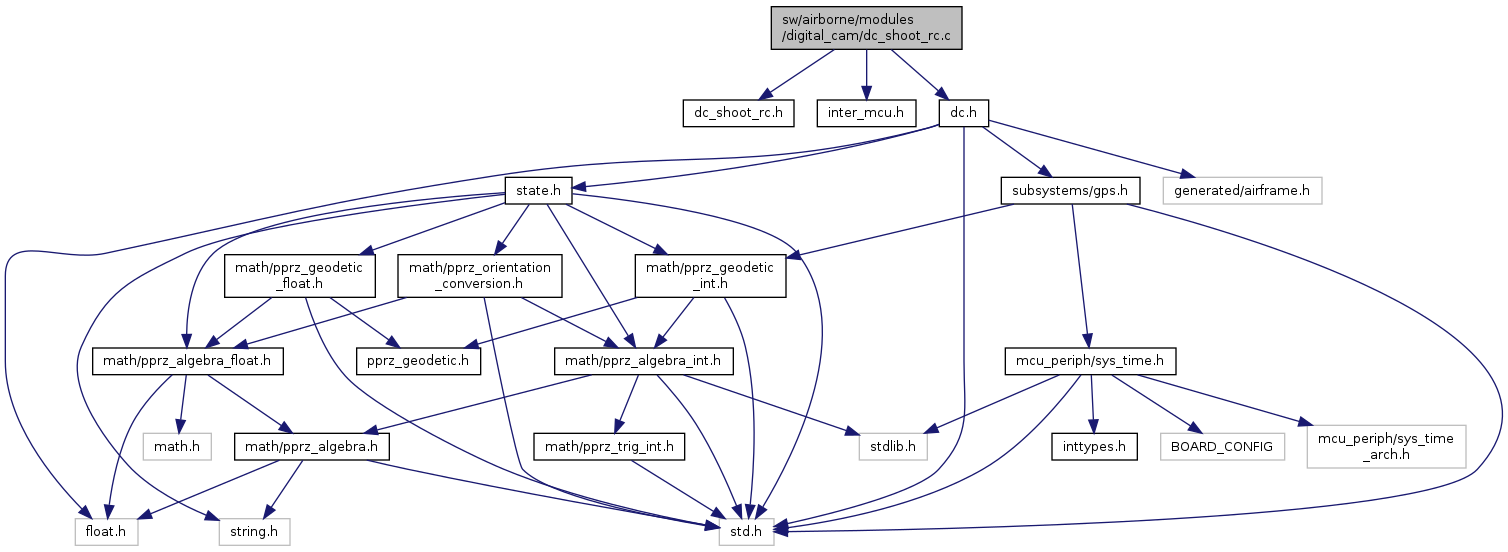 sw/airborne/modules
/digital_cam/dc_shoot_rc.c
dc_shoot_rc.h
inter_mcu.h
dc.h
state.h
subsystems/gps.h
generated/airframe.h
math/pprz_geodetic
_float.h
math/pprz_orientation
_conversion.h
math/pprz_geodetic
_int.h
math/pprz_algebra_float.h
pprz_geodetic.h
math/pprz_algebra_int.h
mcu_periph/sys_time.h
math.h
math/pprz_algebra.h
math/pprz_trig_int.h
stdlib.h
inttypes.h
BOARD_CONFIG
mcu_periph/sys_time
_arch.h
float.h
string.h
std.h